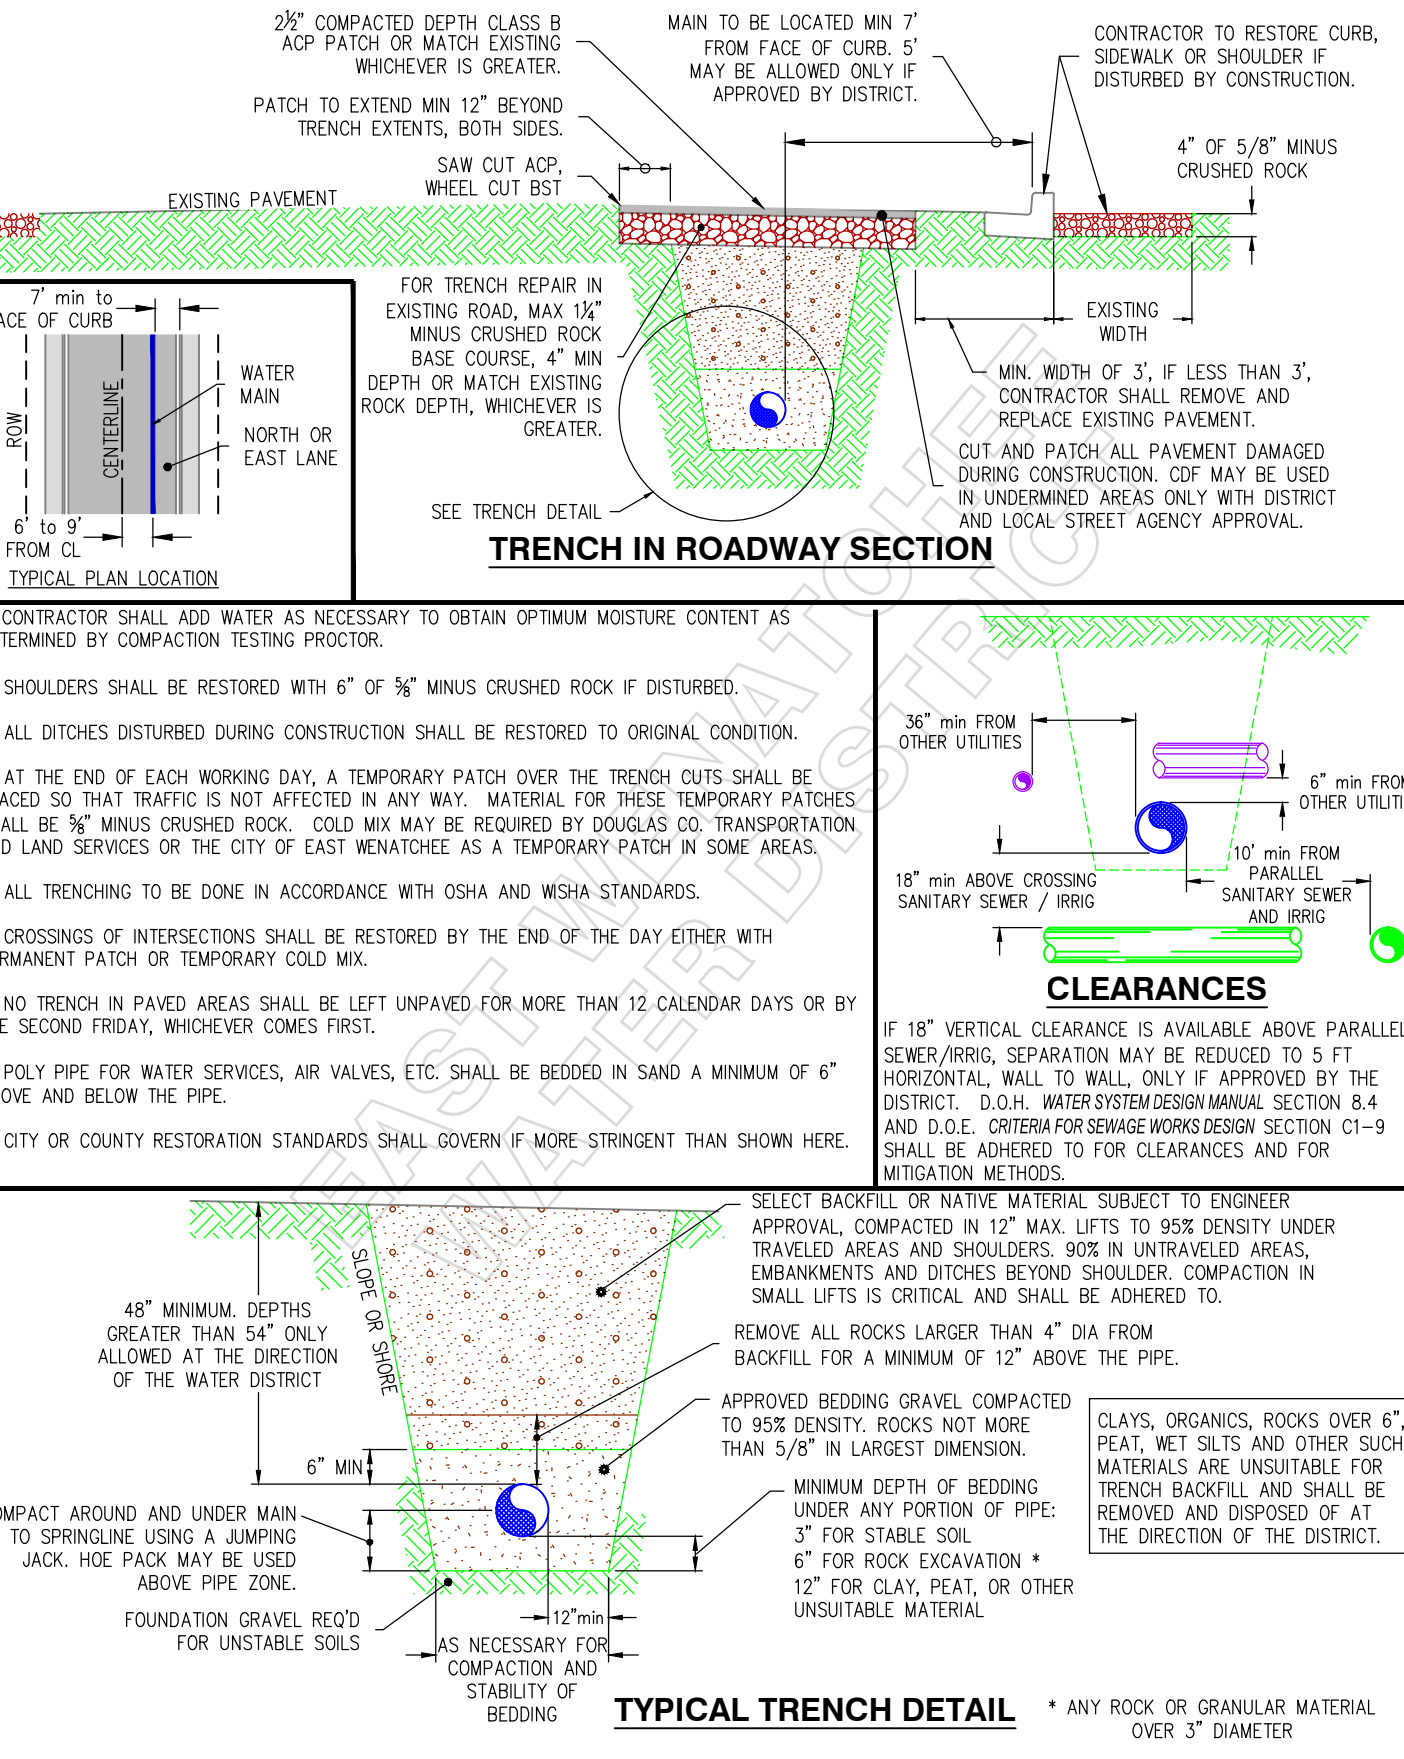 2½” COMPACTED DEPTH CLASS B
ACP PATCH OR MATCH EXISTING
WHICHEVER IS GREATER.
MAIN TO BE LOCATED MIN 7’
FROM FACE OF CURB. 5’
MAY BE ALLOWED ONLY IF
APPROVED BY DISTRICT.
CONTRACTOR TO RESTORE CURB,
SIDEWALK OR SHOULDER IF
DISTURBED BY CONSTRUCTION.
PATCH TO EXTEND MIN 12” BEYOND
TRENCH EXTENTS, BOTH SIDES.
4” OF 5/8” MINUS
CRUSHED ROCK
SAW CUT ACP,
WHEEL CUT BST
EXISTING PAVEMENT
FOR TRENCH REPAIR IN
EXISTING ROAD, MAX 1¼”
MINUS CRUSHED ROCK
BASE COURSE, 4” MIN
DEPTH OR MATCH EXISTING
ROCK DEPTH, WHICHEVER IS
GREATER.
EXISTING
WIDTH
MIN. WIDTH OF 3’, IF LESS THAN 3’,
CONTRACTOR SHALL REMOVE AND
REPLACE EXISTING PAVEMENT.
CUT AND PATCH ALL PAVEMENT DAMAGED
DURING CONSTRUCTION. CDF MAY BE USED
IN UNDERMINED AREAS ONLY WITH DISTRICT
AND LOCAL STREET AGENCY APPROVAL.
SEE TRENCH DETAIL
TRENCH IN ROADWAY SECTION
7’ min to
ACE OF CURB
WATER
MAIN
NORTH OR
EAST LANE
ROW
CENTERLINE
6’ to 9’
FROM CL
TYPICAL PLAN LOCATION
CONTRACTOR SHALL ADD WATER AS NECESSARY TO OBTAIN OPTIMUM MOISTURE CONTENT AS
TERMINED BY COMPACTION TESTING PROCTOR.
SHOULDERS SHALL BE RESTORED WITH 6” OF ⅝” MINUS CRUSHED ROCK IF DISTURBED.
ALL DITCHES DISTURBED DURING CONSTRUCTION SHALL BE RESTORED TO ORIGINAL CONDITION.
AT THE END OF EACH WORKING DAY, A TEMPORARY PATCH OVER THE TRENCH CUTS SHALL BE
ACED SO THAT TRAFFIC IS NOT AFFECTED IN ANY WAY. MATERIAL FOR THESE TEMPORARY PATCHES
ALL BE ⅝” MINUS CRUSHED ROCK. COLD MIX MAY BE REQUIRED BY DOUGLAS CO. TRANSPORTATION
D LAND SERVICES OR THE CITY OF EAST WENATCHEE AS A TEMPORARY PATCH IN SOME AREAS.
ALL TRENCHING TO BE DONE IN ACCORDANCE WITH OSHA AND WISHA STANDARDS.
CROSSINGS OF INTERSECTIONS SHALL BE RESTORED BY THE END OF THE DAY EITHER WITH
RMANENT PATCH OR TEMPORARY COLD MIX.
NO TRENCH IN PAVED AREAS SHALL BE LEFT UNPAVED FOR MORE THAN 12 CALENDAR DAYS OR BY
E SECOND FRIDAY, WHICHEVER COMES FIRST.
POLY PIPE FOR WATER SERVICES, AIR VALVES, ETC. SHALL BE BEDDED IN SAND A MINIMUM OF 6”
OVE AND BELOW THE PIPE.
CITY OR COUNTY RESTORATION STANDARDS SHALL GOVERN IF MORE STRINGENT THAN SHOWN HERE.
EAST WENATCHEE
WATER DISTRICT
36” min FROM
OTHER UTILITIES
6” min FROM
OTHER UTILITI
18” min ABOVE CROSSING
SANITARY SEWER / IRRIG
10’ min FROM
PARALLEL
SANITARY SEWER
AND IRRIG
CLEARANCES
IF 18” VERTICAL CLEARANCE IS AVAILABLE ABOVE PARALLEL
SEWER/IRRIG, SEPARATION MAY BE REDUCED TO 5 FT
HORIZONTAL, WALL TO WALL, ONLY IF APPROVED BY THE
DISTRICT. D.O.H. WATER SYSTEM DESIGN MANUAL SECTION 8.4
AND D.O.E. CRITERIA FOR SEWAGE WORKS DESIGN SECTION C1-9
SHALL BE ADHERED TO FOR CLEARANCES AND FOR
MITIGATION METHODS.
SELECT BACKFILL OR NATIVE MATERIAL SUBJECT TO ENGINEER
APPROVAL, COMPACTED IN 12” MAX. LIFTS TO 95% DENSITY UNDER
TRAVELED AREAS AND SHOULDERS. 90% IN UNTRAVELED AREAS,
EMBANKMENTS AND DITCHES BEYOND SHOULDER. COMPACTION IN
SMALL LIFTS IS CRITICAL AND SHALL BE ADHERED TO.
SLOPE OR SHORE
48” MINIMUM. DEPTHS
GREATER THAN 54” ONLY
ALLOWED AT THE DIRECTION
OF THE WATER DISTRICT
REMOVE ALL ROCKS LARGER THAN 4” DIA FROM
BACKFILL FOR A MINIMUM OF 12” ABOVE THE PIPE.
APPROVED BEDDING GRAVEL COMPACTED
TO 95% DENSITY. ROCKS NOT MORE
THAN 5/8” IN LARGEST DIMENSION.
CLAYS, ORGANICS, ROCKS OVER 6”,
PEAT, WET SILTS AND OTHER SUCH
MATERIALS ARE UNSUITABLE FOR
TRENCH BACKFILL AND SHALL BE
REMOVED AND DISPOSED OF AT
THE DIRECTION OF THE DISTRICT.
6” MIN
MINIMUM DEPTH OF BEDDING
UNDER ANY PORTION OF PIPE:
3” FOR STABLE SOIL
6” FOR ROCK EXCAVATION *
12” FOR CLAY, PEAT, OR OTHER
UNSUITABLE MATERIAL
OMPACT AROUND AND UNDER MAIN
TO SPRINGLINE USING A JUMPING
JACK. HOE PACK MAY BE USED
ABOVE PIPE ZONE.
FOUNDATION GRAVEL REQ’D
FOR UNSTABLE SOILS
12”min
AS NECESSARY FOR
COMPACTION AND
STABILITY OF
BEDDING
TYPICAL TRENCH DETAIL
* ANY ROCK OR GRANULAR MATERIAL
OVER 3” DIAMETER